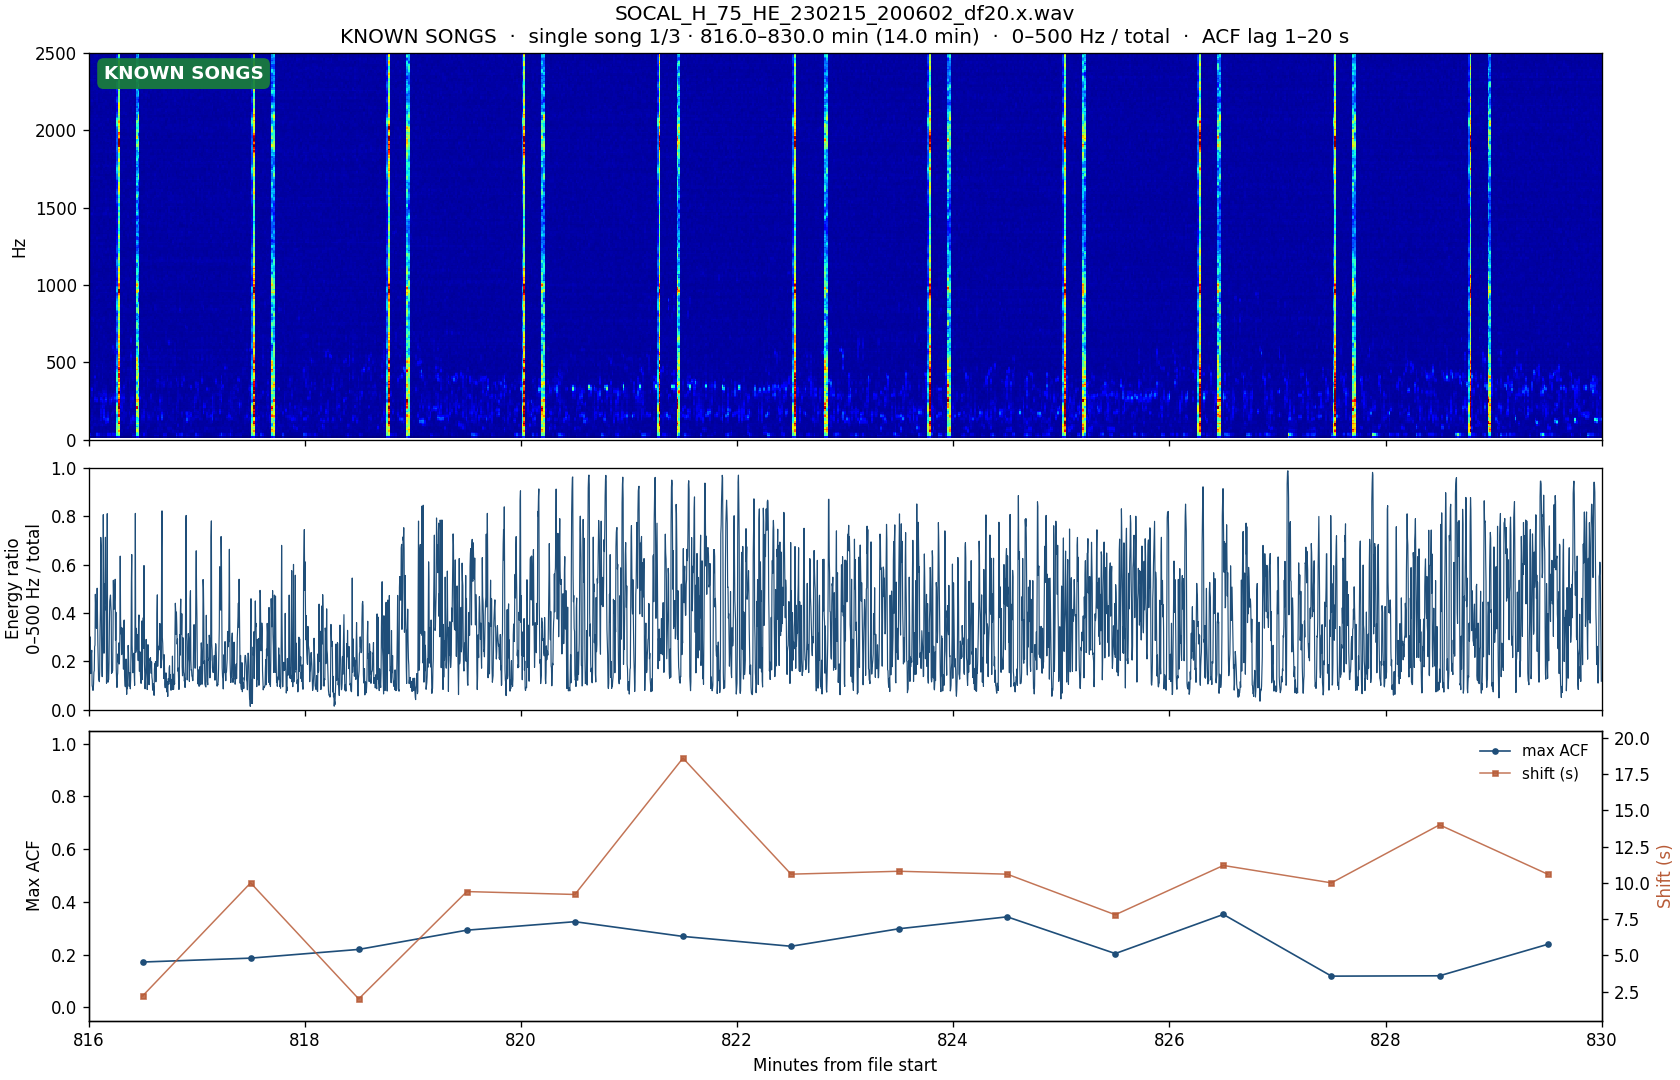 SOCAL_H_75_HE_230215_200602_df20.x.wav
KNOWN SONGS · single song 1/3 · 816.0–830.0 min (14.0 min) · 0–500 Hz / total · ACF lag 1–20 s
KNOWN SONGS
2500
2000
1500
1000
500
0
Hz
1.0
0.8
0.6
0.4
0.2
0.0
Energy ratio
0–500 Hz / total
max ACF
shift (s)
1.0
0.8
0.6
0.4
0.2
0.0
Max ACF
20.0
17.5
15.0
12.5
10.0
7.5
5.0
2.5
Shift (s)
816 818 820 822 824 826 828 830
Minutes from file start